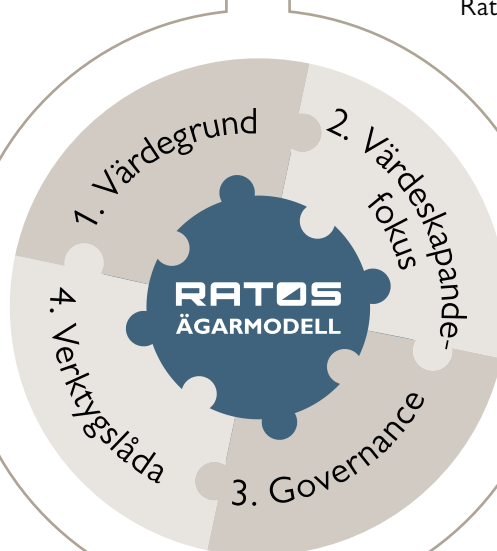 Rat
1. Värdegrund
2. Värdeskapande-
fokus
RATOS
ÄGARMODELL
3. Governance
4. Verktygslåda